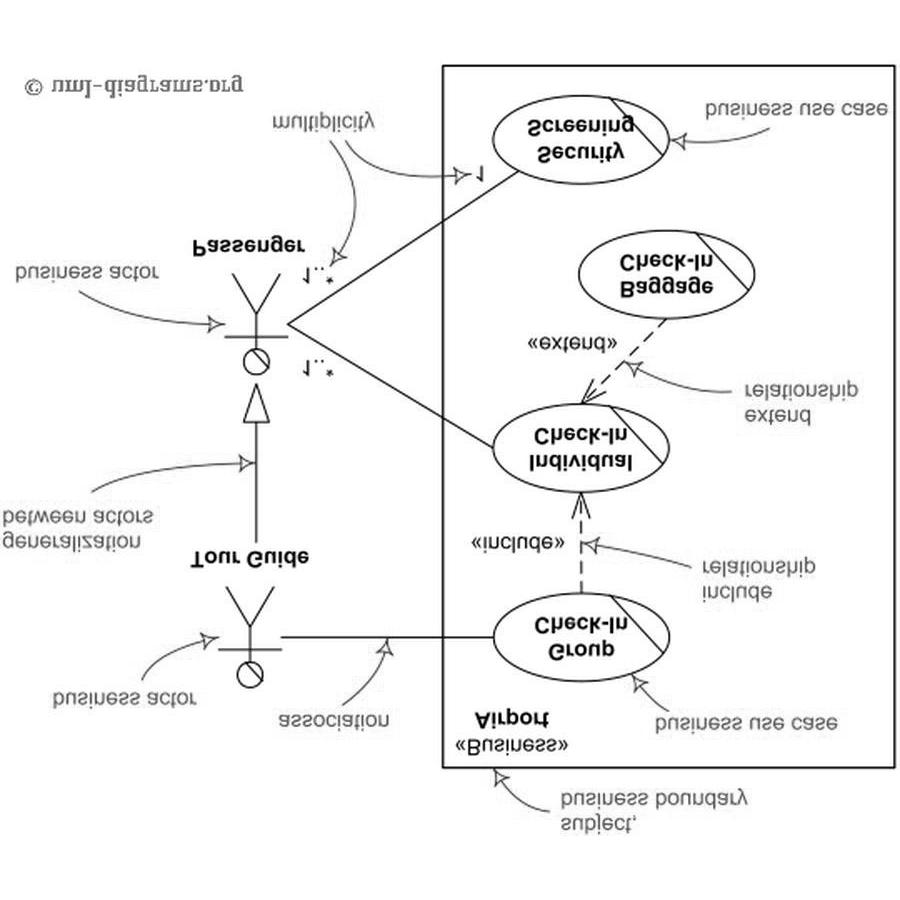 subject,
business boundary
«Business»
Airport
business use case
association
business actor
Group
Check-In
Tour Guide
include
relationship
«include»
generalization
between actors
Individual
Check-In
extend
relationship
«extend»
1..*
Baggage
Check-In
business actor
1..*
Passenger
1
Security
Screening
multiplicity
business use case
© uml-diagrams.org